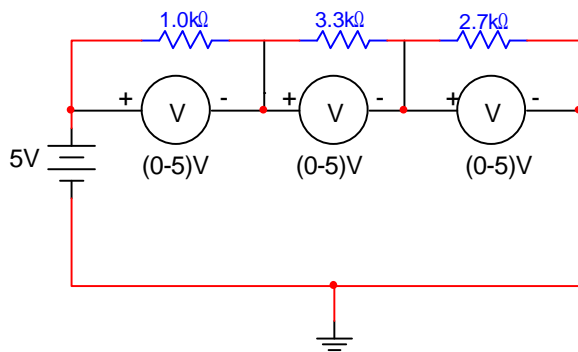 1.0kΩ 3.3kΩ 2.7kΩ
+ V - + V - + V -
5V (0-5)V (0-5)V (0-5)V